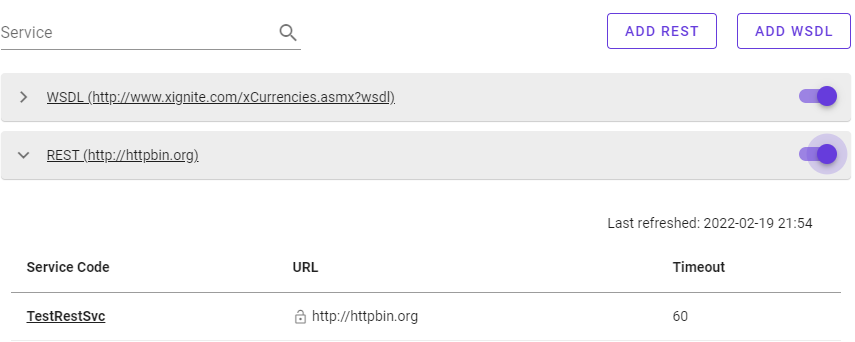 Service
ADD REST
ADD WSDL
WSDL (http://www.xignite.com/xCurrencies.asmx?wsdl)
REST (http://httpbin.org)
Last refreshed: 2022-02-19 21:54
Service Code URL Timeout
TestRestSvc http://httpbin.org 60